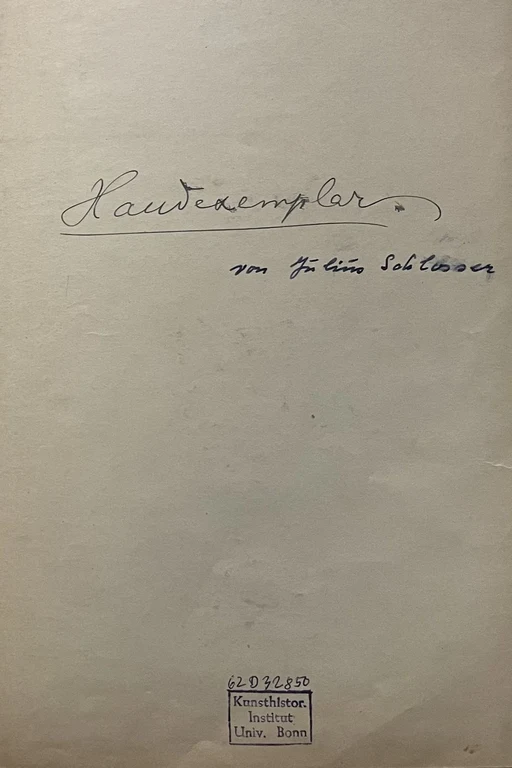 Handexemplar.
von Julius Schlosser
62 D 32850
Kunsthistor.
Institut
Univ. Bonn